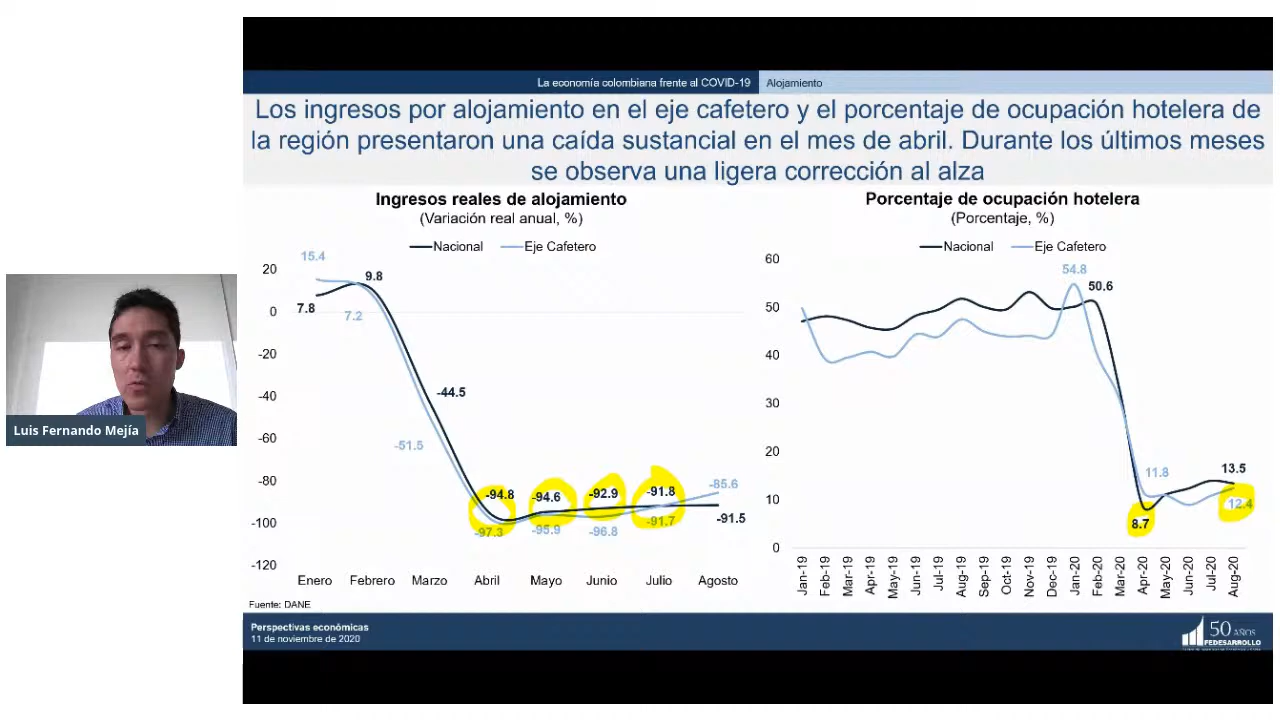 La economía colombiana frente al COVID-19
Alojamiento
Los ingresos por alojamiento en el eje cafetero y el porcentaje de ocupación hotelera de
la región presentaron una caída sustancial en el mes de abril. Durante los últimos meses
se observa una ligera corrección al alza
Ingresos reales de alojamiento
(Variación real anual, %)
Nacional
Eje Cafetero
20
0
-20
-40
-60
-80
-100
-120
15.4
9.8
7.8
7.2
-44.5
-51.5
-94.8
-94.6
-92.9
-91.8
-85.6
-97.3
-95.9
-96.8
-91.7
-91.5
Enero
Febrero
Marzo
Abril
Mayo
Junio
Julio
Agosto
Fuente: DANE
Porcentaje de ocupación hotelera
(Porcentaje, %)
Nacional
Eje Cafetero
60
50
40
30
20
10
0
54.8
50.6
11.8
13.5
12.4
8.7
Jan-19
Feb-19
Mar-19
Apr-19
May-19
Jun-19
Jul-19
Aug-19
Sep-19
Oct-19
Nov-19
Dec-19
Jan-20
Feb-20
Mar-20
Apr-20
May-20
Jun-20
Jul-20
Aug-20
Luis Fernando Mejía
Perspectivas económicas
11 de noviembre de 2020
50 AÑOS
FEDESARROLLO